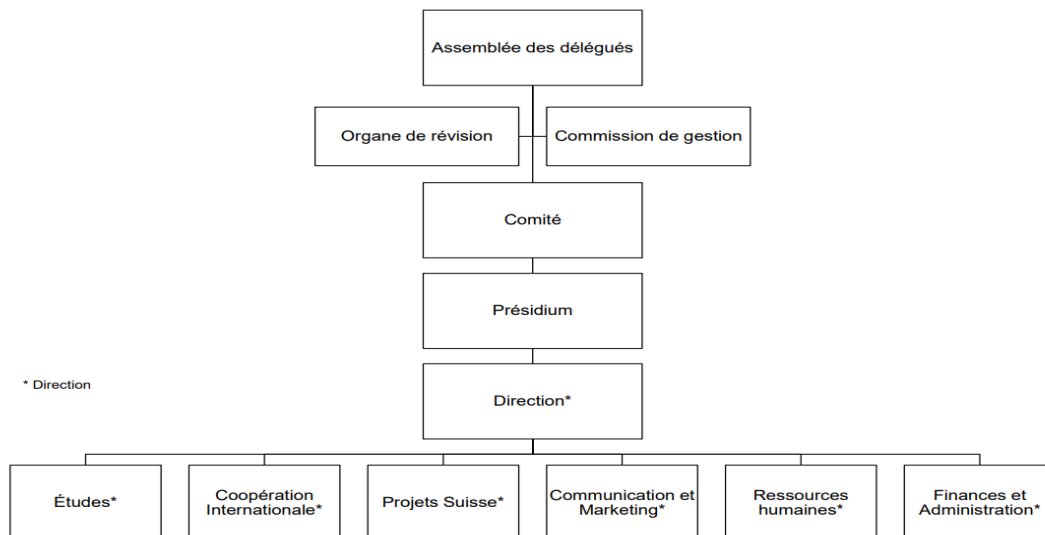 Assemblée des délégués
Organe de révision
Commission de gestion
Comité
Présidium
* Direction
Direction*
Études*
Coopération
Internationale*
Projets Suisse*
Communication et
Marketing*
Ressources
humaines*
Finances et
Administration*